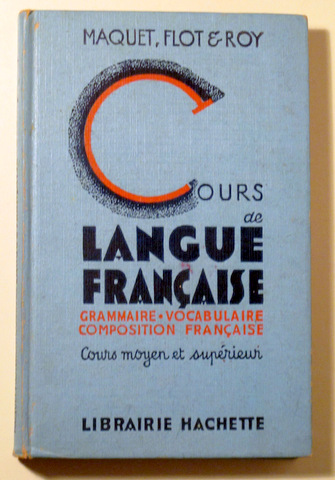 MAQUET, FLOT & ROY
COURS
de
LANGUE
FRANÇAISE
GRAMMAIRE • VOCABULAIRE
COMPOSITION FRANÇAISE
Cours moyen et supérieur
LIBRAIRIE HACHETTE